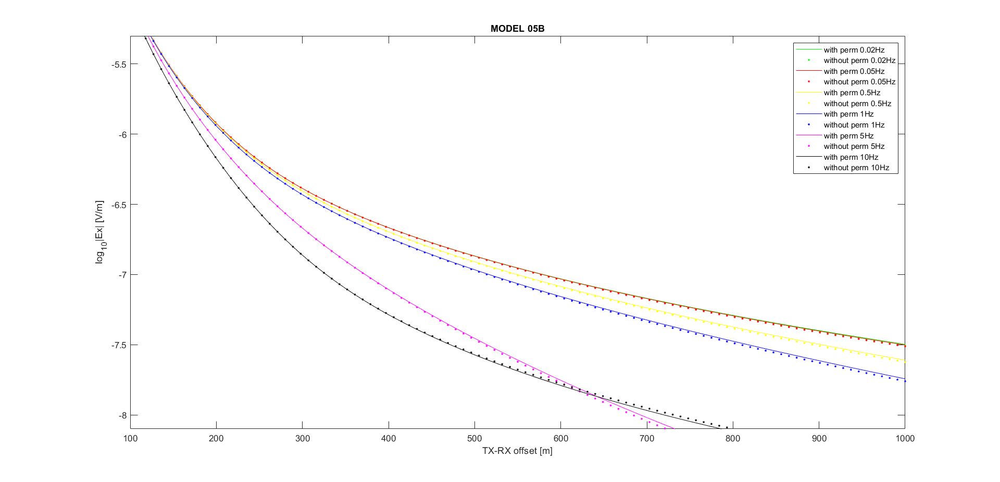 MODEL 05B
with perm 0.02Hz
without perm 0.02Hz
with perm 0.05Hz
without perm 0.05Hz
with perm 0.5Hz
without perm 0.5Hz
with perm 1Hz
without perm 1Hz
with perm 5Hz
without perm 5Hz
with perm 10Hz
without perm 10Hz
-5.5
-6
-6.5
-7
-7.5
-8
log10|Ex| [V/m]
100 200 300 400 500 600 700 800 900 1000
TX-RX offset [m]